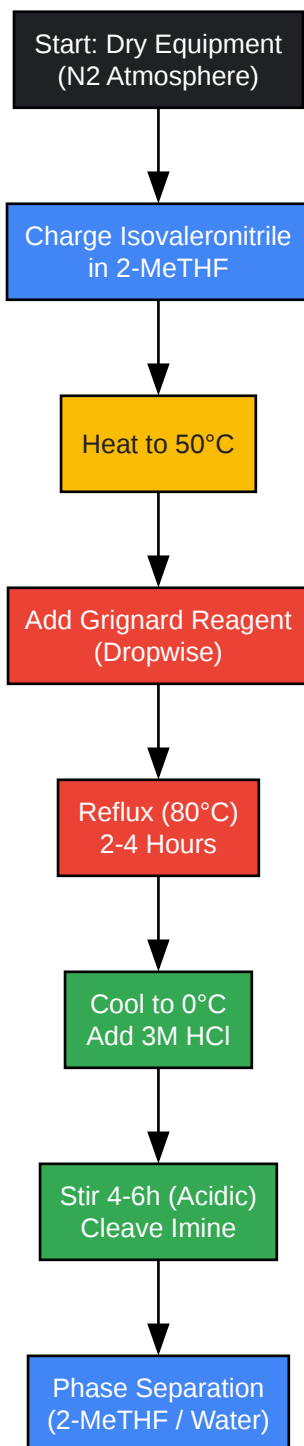 Start: Dry Equipment
(N2 Atmosphere)
Charge Isovaleronitrile
in 2-MeTHF
Heat to 50°C
Add Grignard Reagent
(Dropwise)
Reflux (80°C)
2-4 Hours
Cool to 0°C
Add 3M HCl
Stir 4-6h (Acidic)
Cleave Imine
Phase Separation
(2-MeTHF / Water)